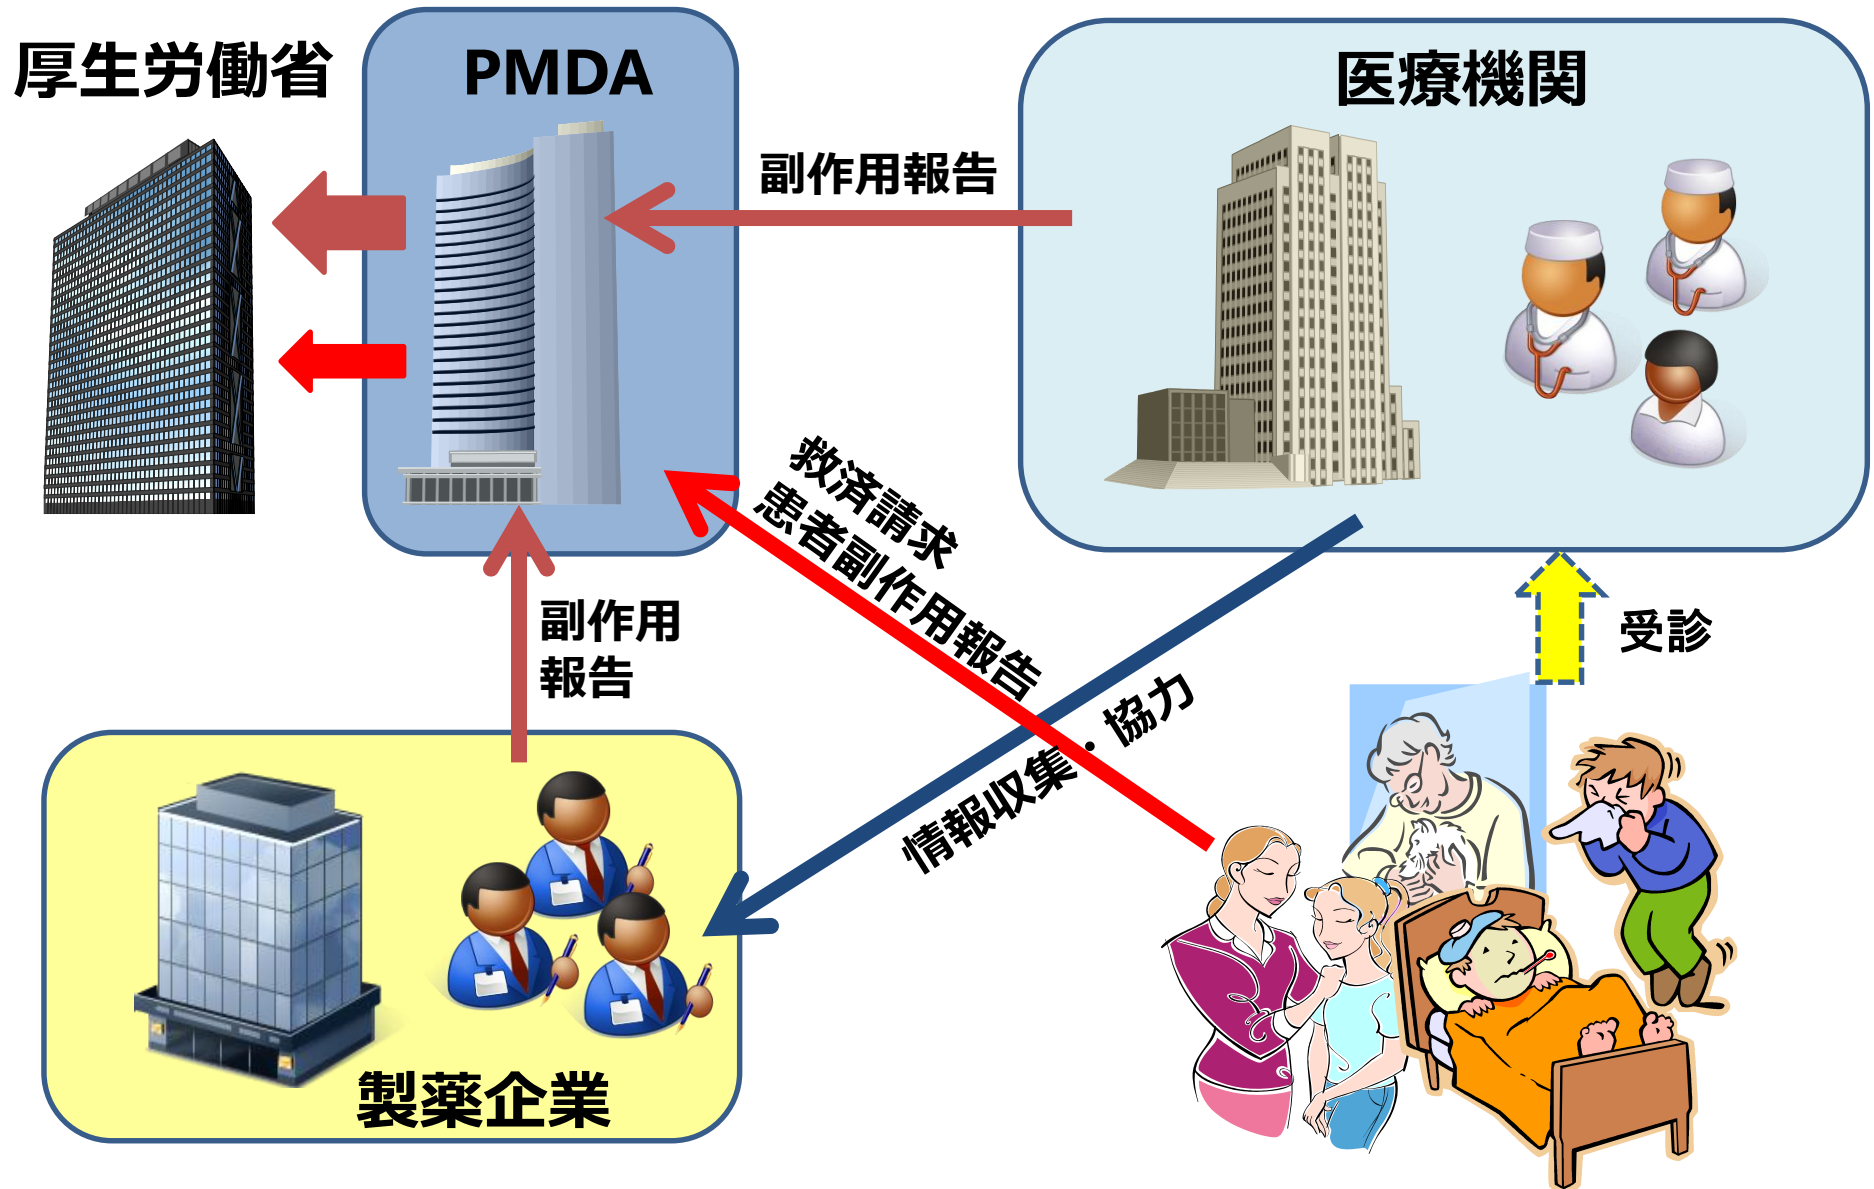 厚生労働省
PMDA
医療機関
副作用報告
救済請求
患者副作用報告
副作用
報告
受診
情報収集・協力
製薬企業